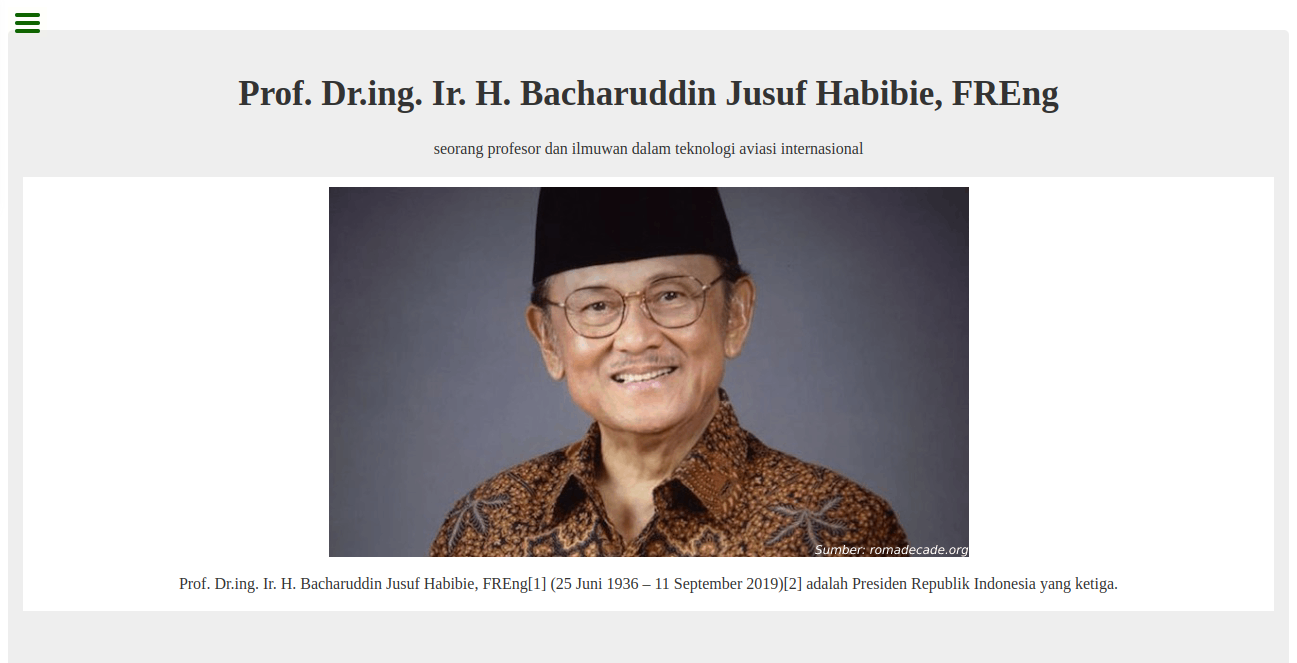 Prof. Dr.ing. Ir. H. Bacharuddin Jusuf Habibie, FREng
seorang profesor dan ilmuwan dalam teknologi aviasi internasional
Sumber: romadecade.org
Prof. Dr.ing. Ir. H. Bacharuddin Jusuf Habibie, FREng[1] (25 Juni 1936 – 11 September 2019)[2] adalah Presiden Republik Indonesia yang ketiga.